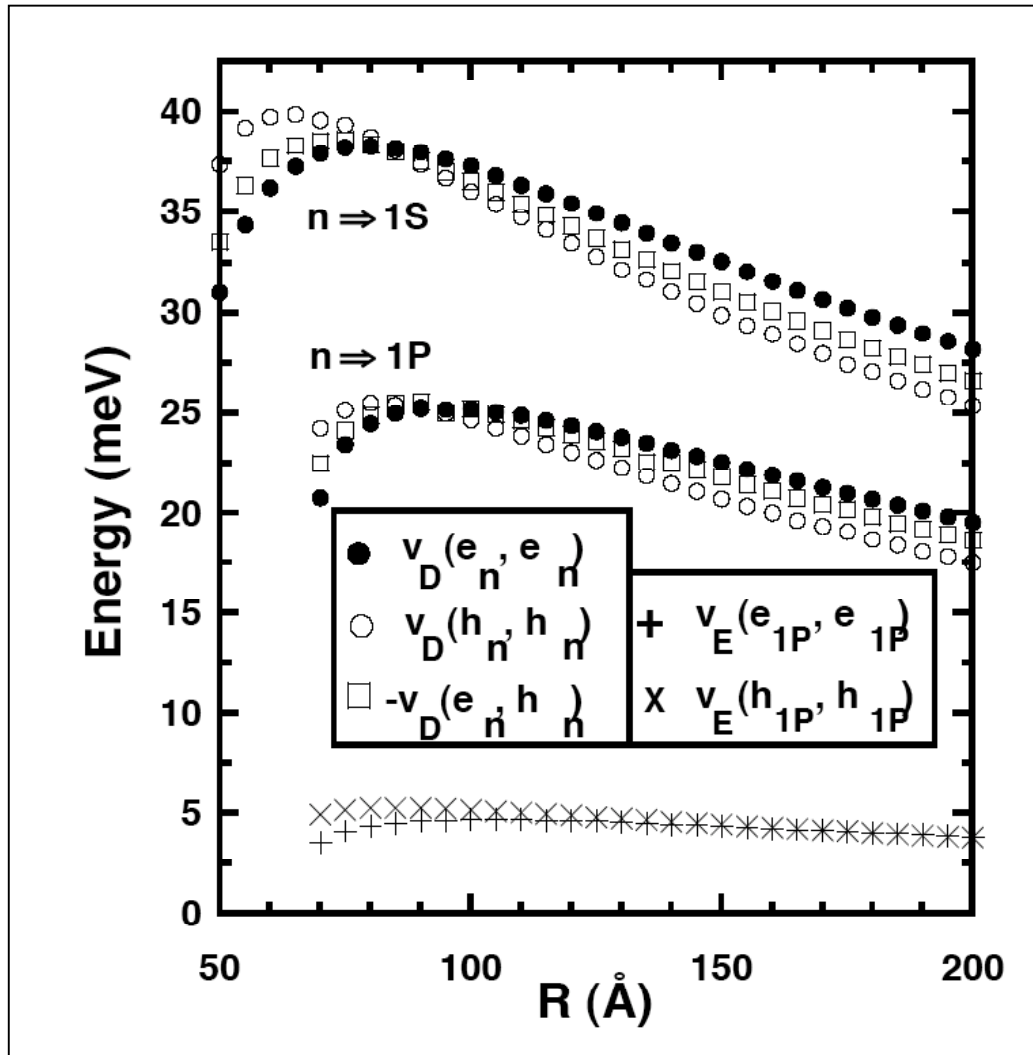 Energy (meV)
40
35
30
25
20
15
10
5
0
n ⇒ 1S
n ⇒ 1P
● v_D(e_n, e_n)
○ v_D(h_n, h_n)
□ -v_D(e_n, h_n)
+ v_E(e_1P, e_1P)
X v_E(h_1P, h_1P)
50 100 150 200
R (Å)